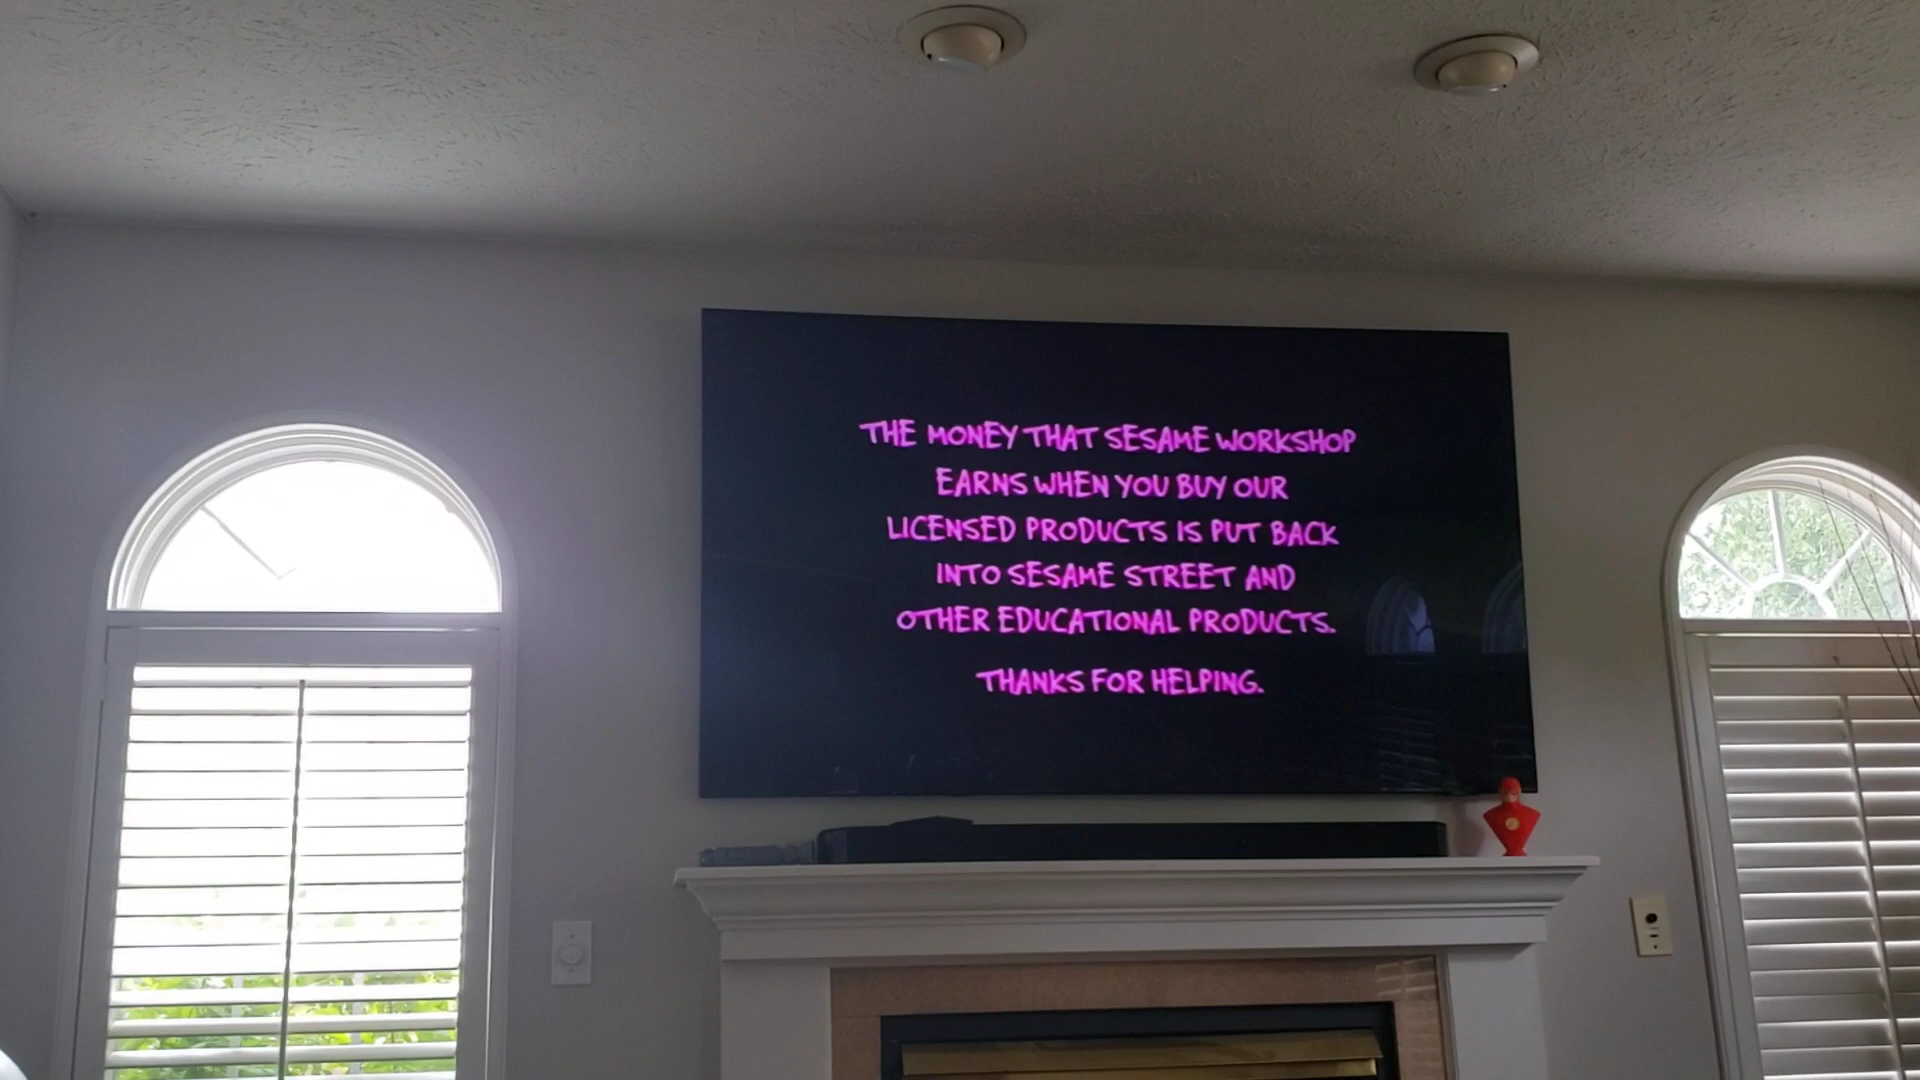 THE MONEY THAT SESAME WORKSHOP
EARNS WHEN YOU BUY OUR
LICENSED PRODUCTS IS PUT BACK
INTO SESAME STREET AND
OTHER EDUCATIONAL PRODUCTS.
THANKS FOR HELPING.